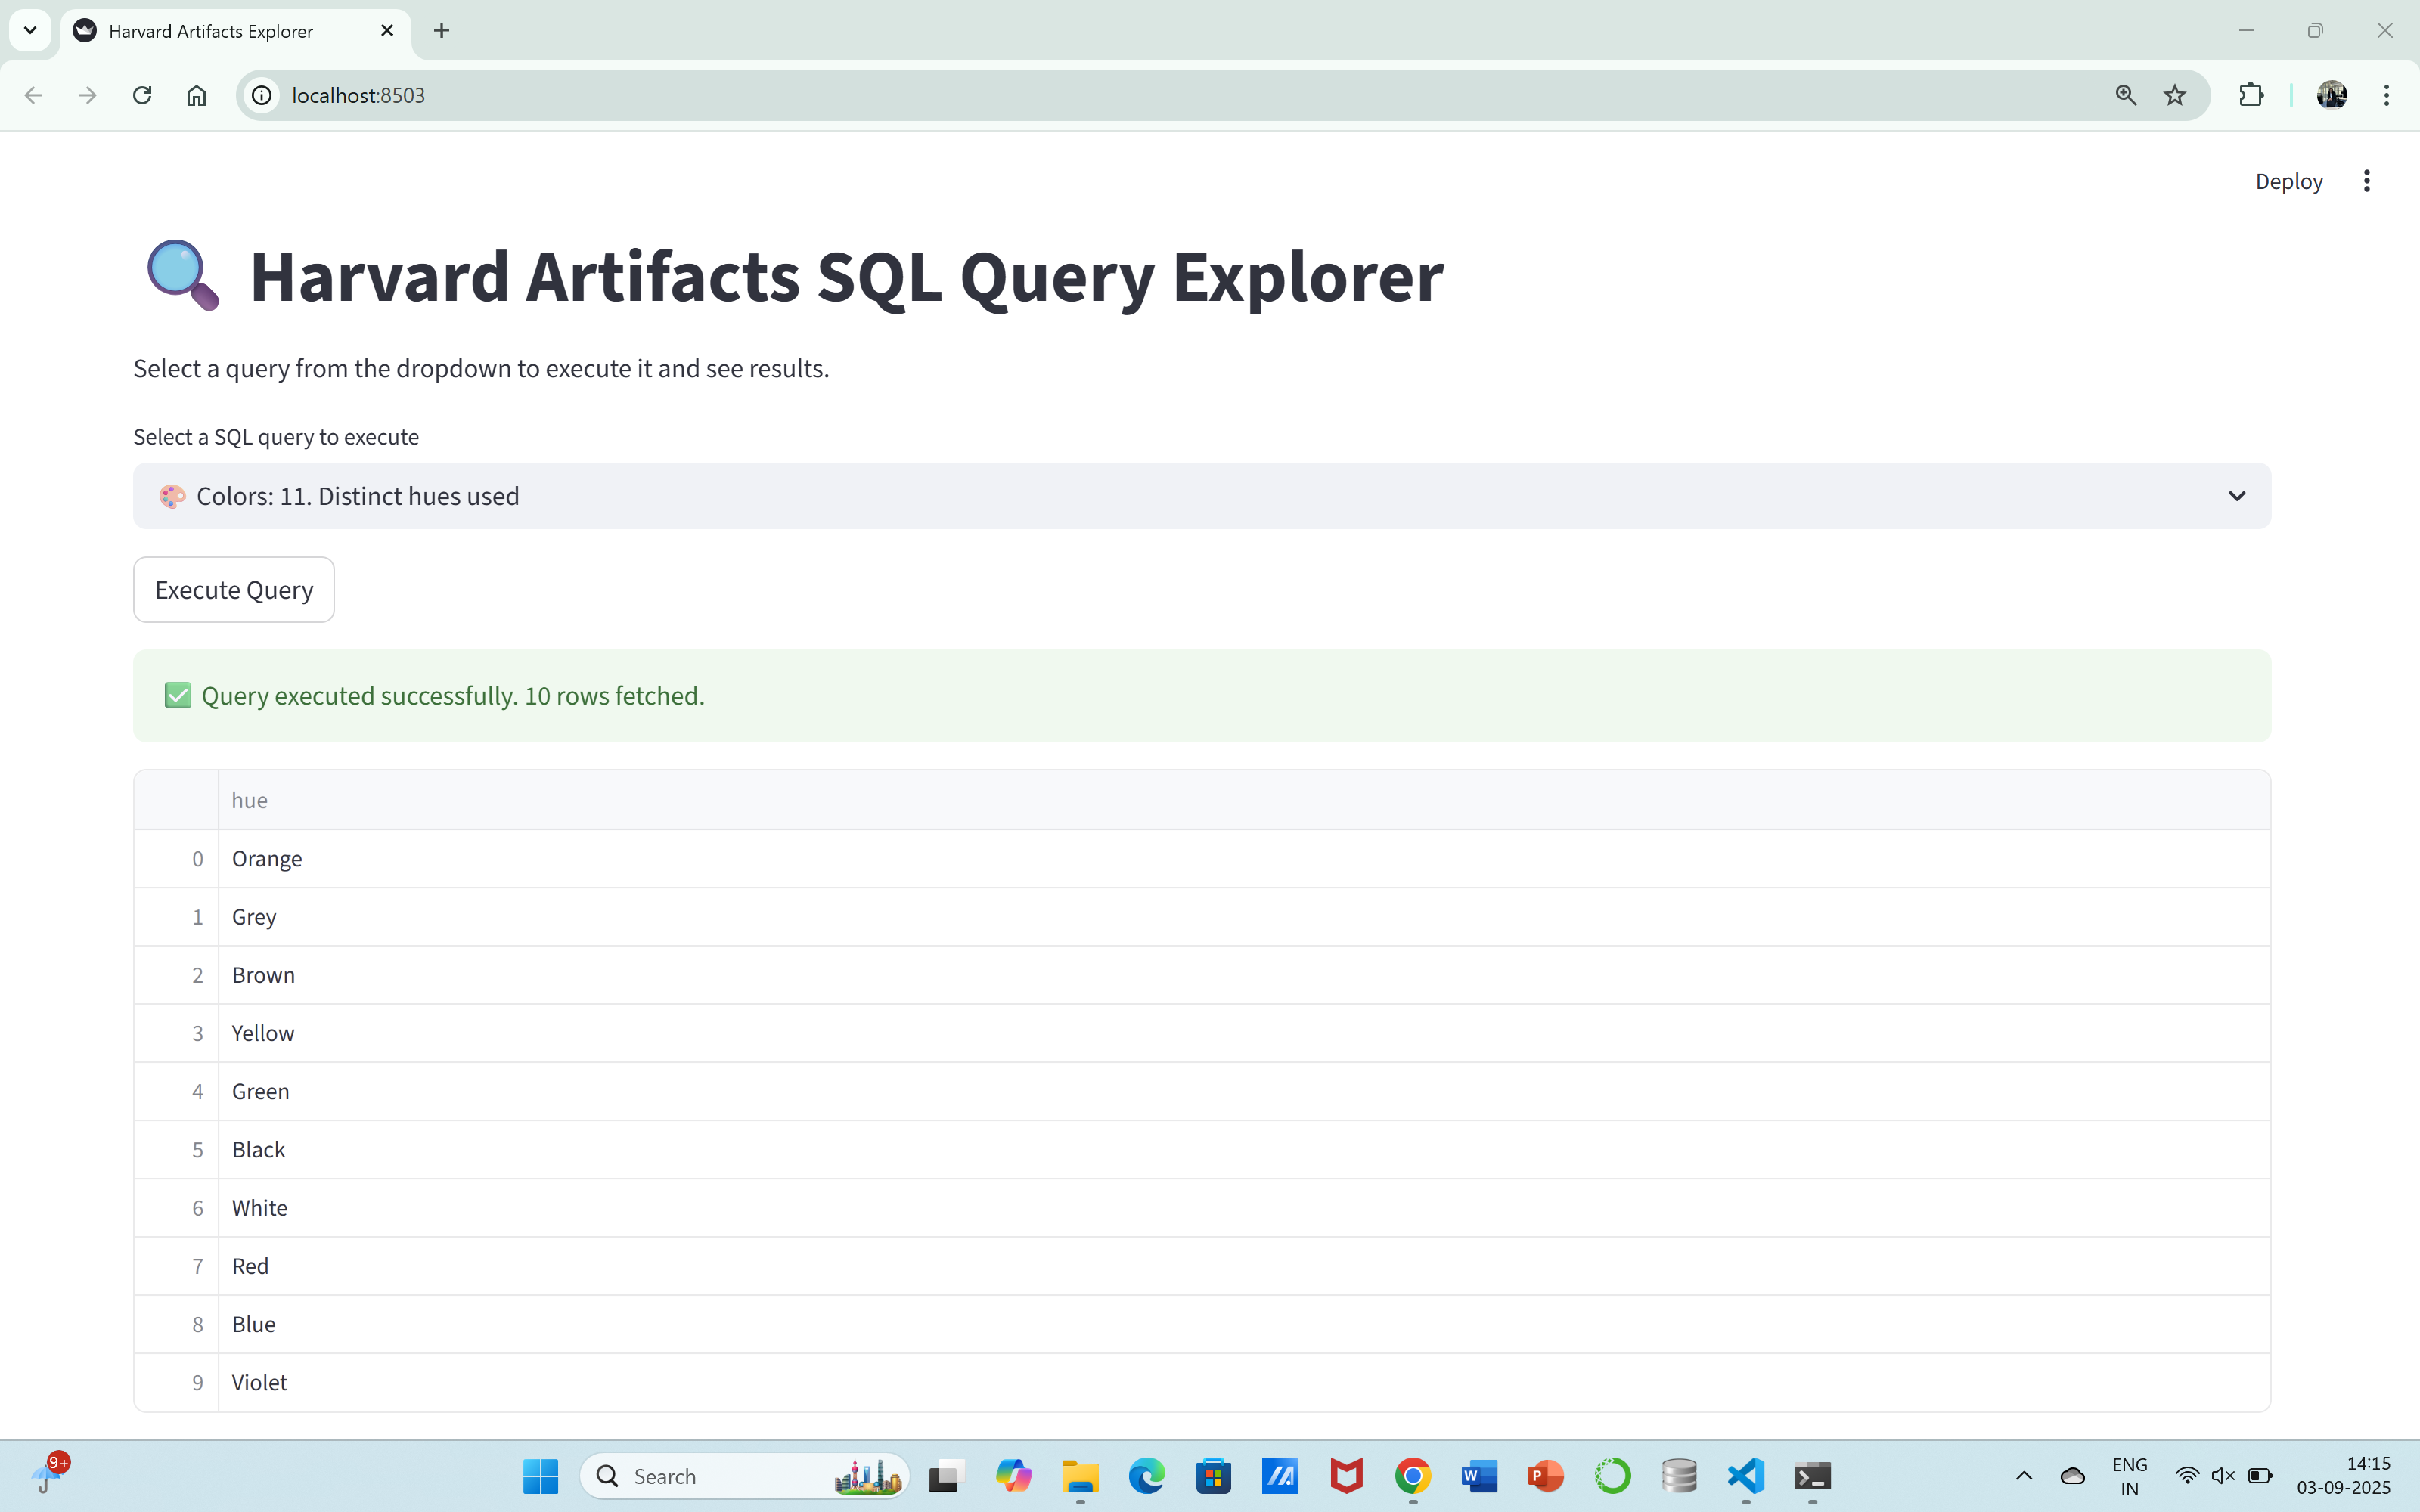 Harvard Artifacts Explorer
localhost:8503
Deploy
Harvard Artifacts SQL Query Explorer
Select a query from the dropdown to execute it and see results.
Select a SQL query to execute
Colors: 11. Distinct hues used
Execute Query
Query executed successfully. 10 rows fetched.
hue
0 Orange
1 Grey
2 Brown
3 Yellow
4 Green
5 Black
6 White
7 Red
8 Blue
9 Violet
9+
Search
W
P
ENG
IN
14:15
03-09-2025